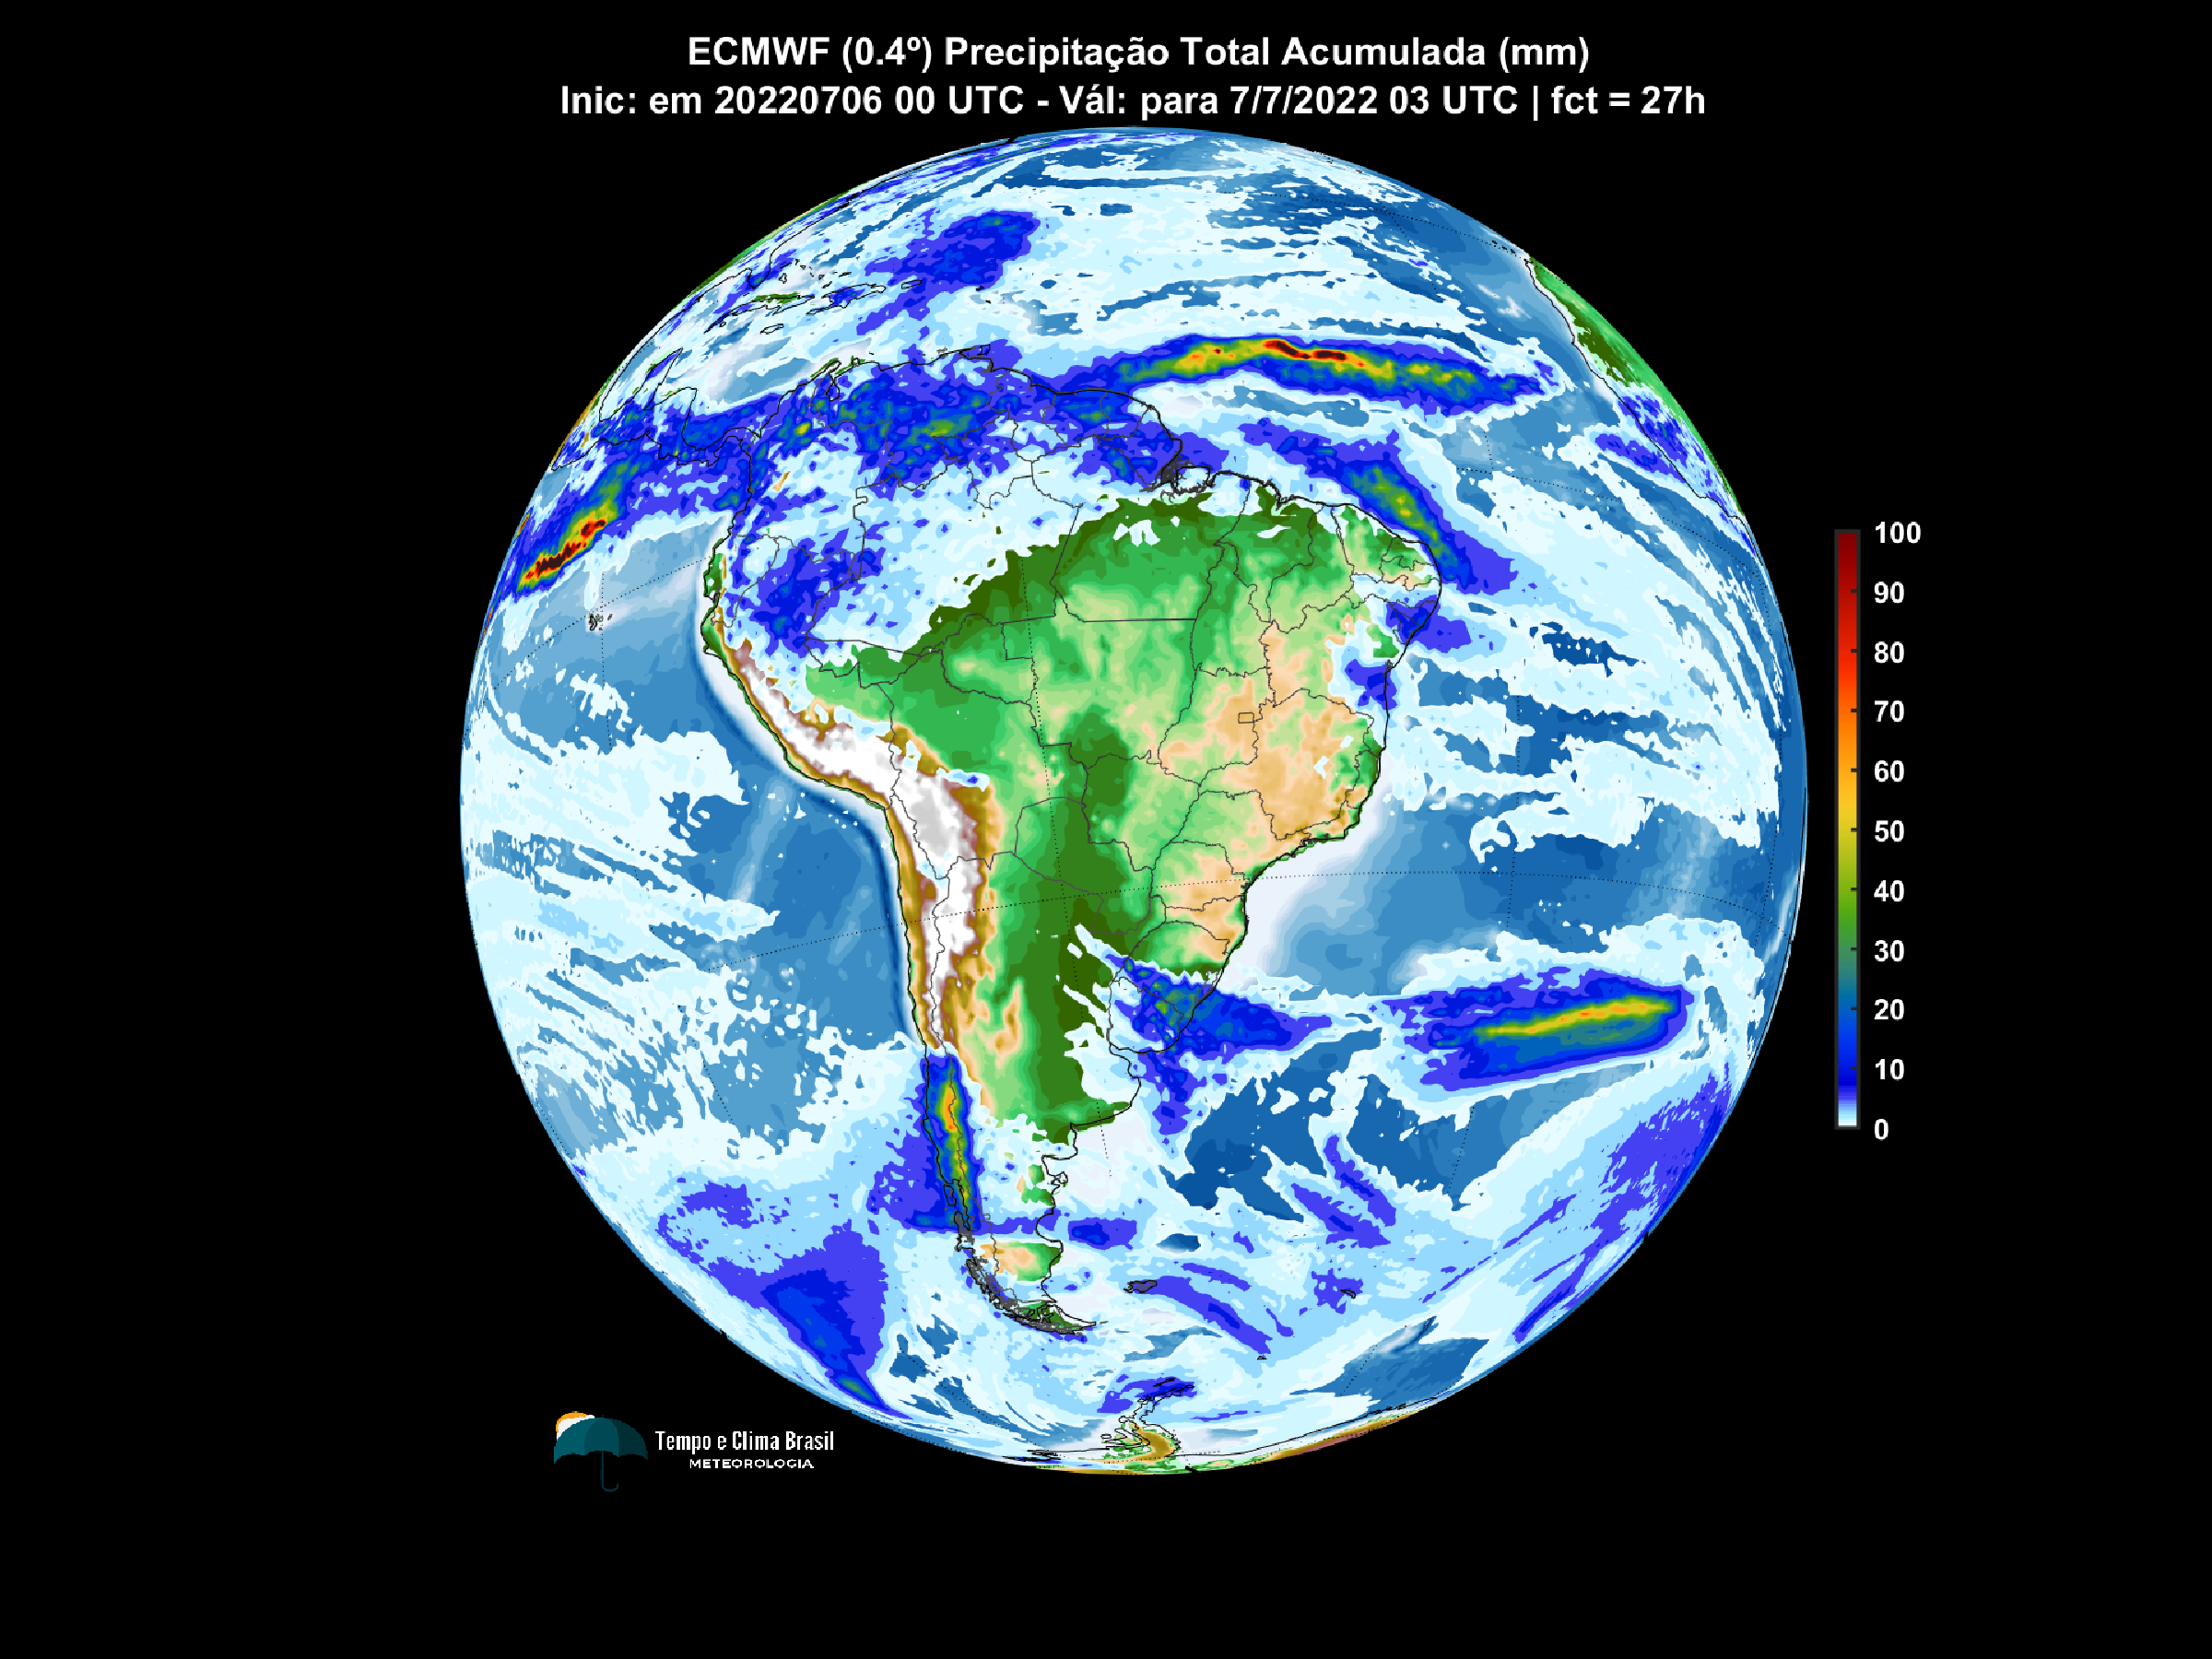 ECMWF (0.4º) Precipitação Total Acumulada (mm)
Inic: em 20220706 00 UTC - Vál: para 7/7/2022 03 UTC | fct = 27h
100
90
80
70
60
50
40
30
20
10
0
Tempo e Clima Brasil
METEOROLOGIA